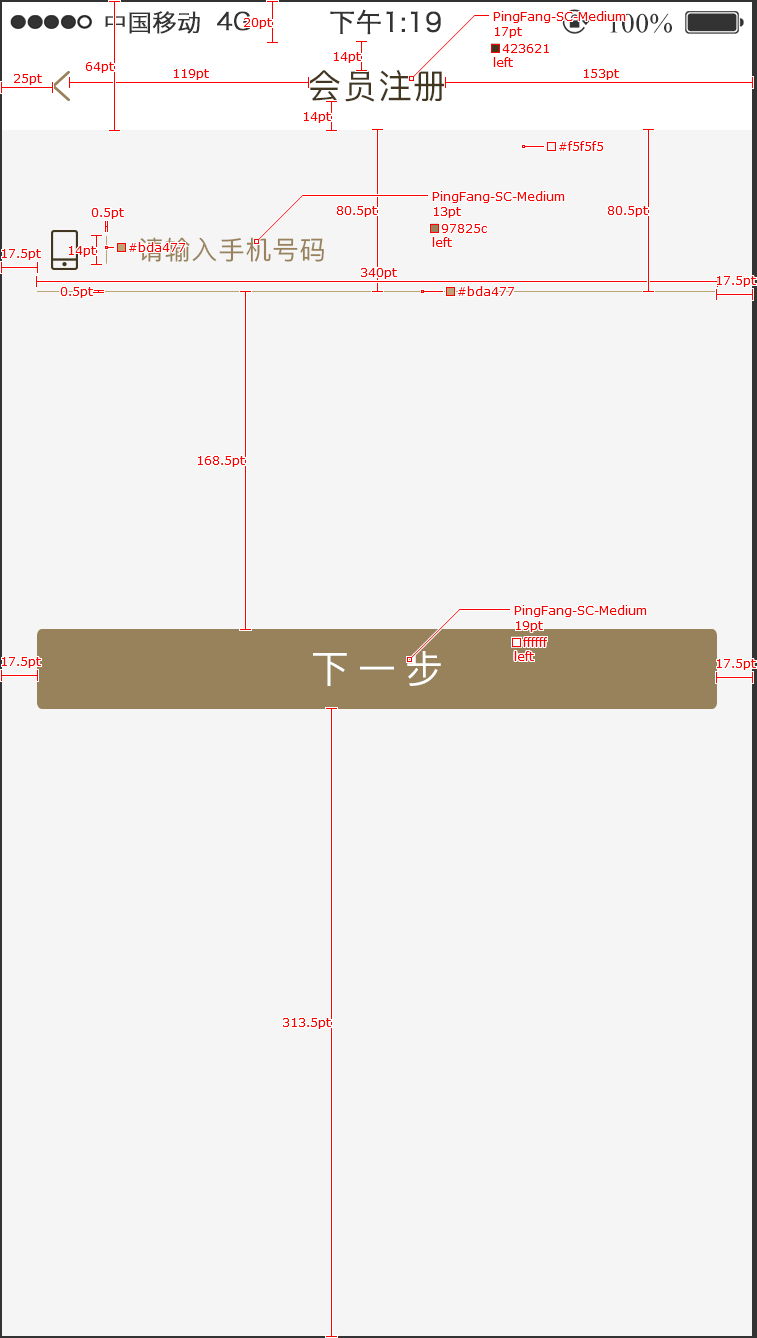 中国移动 4G 下午1:19 100%
20pt
PingFang-SC-Medium
17pt
423621
left
14pt
64pt
25pt
119pt
会员注册
153pt
14pt
#f5f5f5
PingFang-SC-Medium
13pt
97825c
left
0.5pt
80.5pt
80.5pt
17.5pt
14pt
#bda477
请输入手机号码
340pt
17.5pt
0.5pt
#bda477
168.5pt
PingFang-SC-Medium
19pt
ffffff
left
17.5pt
下一步
17.5pt
313.5pt